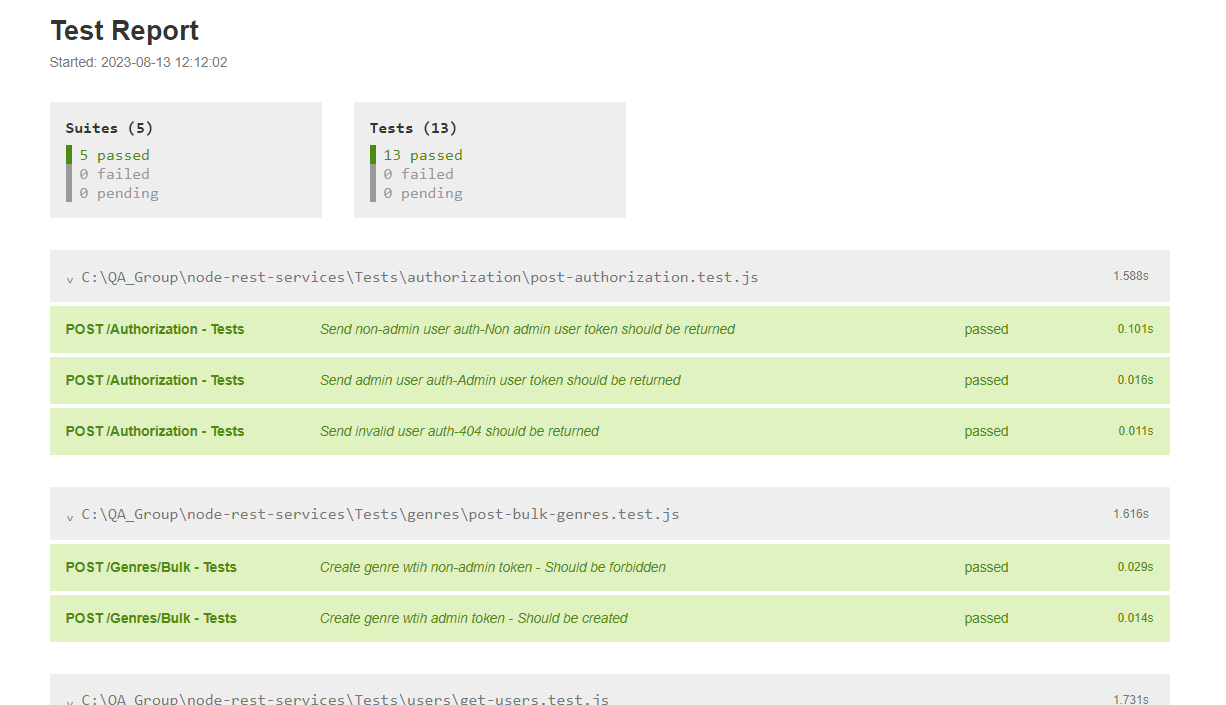 Test Report
Started: 2023-08-13 12:12:02
Suites (5)
5 passed
0 failed
0 pending
Tests (13)
13 passed
0 failed
0 pending
C:\QA_Group\node-rest-services\Tests\authorization\post-authorization.test.js 1.588s
POST /Authorization - Tests Send non-admin user auth-Non admin user token should be returned passed 0.101s
POST /Authorization - Tests Send admin user auth-Admin user token should be returned passed 0.016s
POST /Authorization - Tests Send invalid user auth-404 should be returned passed 0.011s
C:\QA_Group\node-rest-services\Tests\genres\post-bulk-genres.test.js 1.616s
POST /Genres/Bulk - Tests Create genre wtih non-admin token - Should be forbidden passed 0.029s
POST /Genres/Bulk - Tests Create genre wtih admin token - Should be created passed 0.014s
C:\QA_Group\node-rest-services\Tests\users\get-users.test.js 1.731s